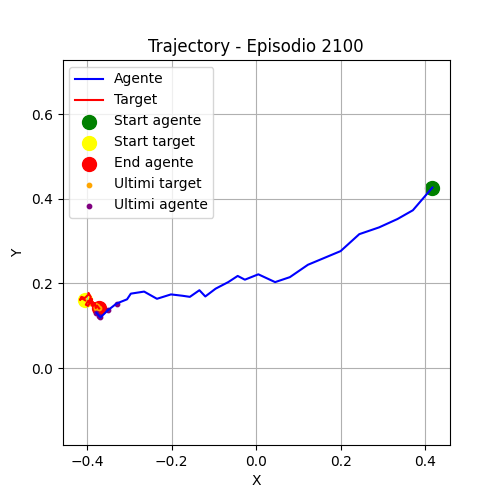 Trajectory - Episodio 2100
Agente
Target
Start agente
Start target
End agente
Ultimi target
Ultimi agente
Y
0.6
0.4
0.2
0.0
−0.4
−0.2
0.0
0.2
0.4
X